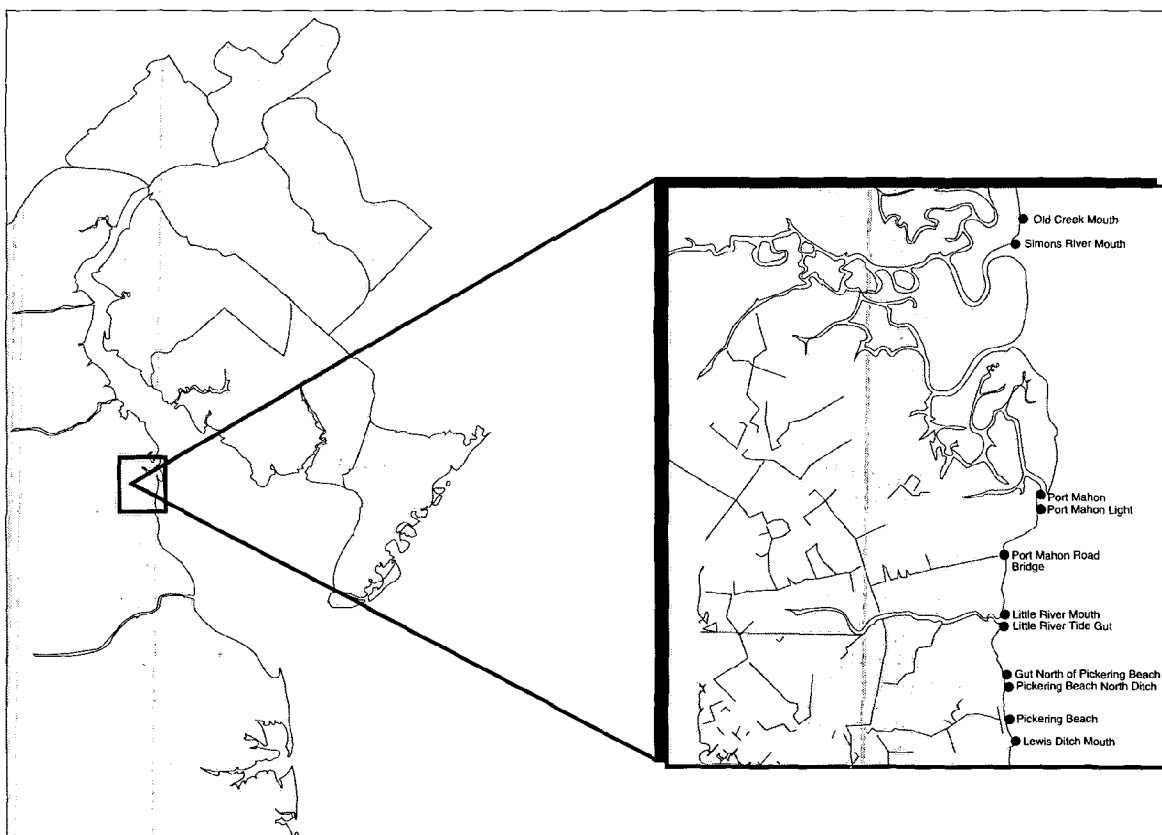 Old Creek Mouth
Simons River Mouth
Port Mahon
Port Mahon Light
Port Mahon Road
Bridge
Little River Mouth
Little River Tide Gut
Gut North of Pickering Beach
Pickering Beach North Ditch
Pickering Beach
Lewis Ditch Mouth